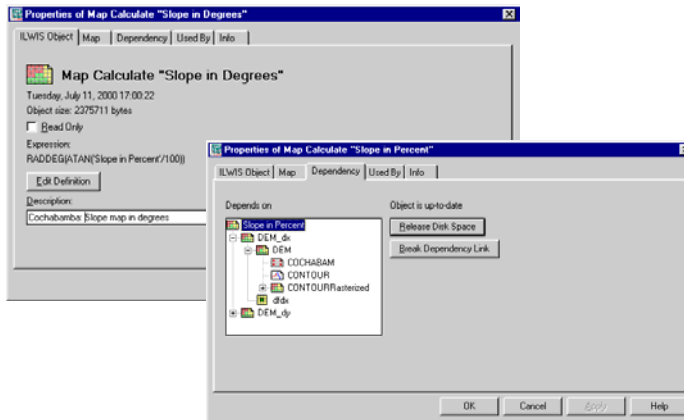 Properties of Map Calculate "Slope in Degrees"
ILWIS Object Map Dependency Used By Info
Map Calculate "Slope in Degrees"
Tuesday, July 11, 2000 17:00:22
Object size: 2375711 bytes
Read Only
Expression:
RADDEG(ATAN('Slope in Percent'/100))
Edit Definition
Description:
Cochabamba: Slope map in degrees
Properties of Map Calculate "Slope in Percent"
ILWIS Object Map Dependency Used By Info
Depends on
Object is up-to-date
Slope in Percent
DEM_dx
DEM
COCHABAM
CONTOUR
CONTOURRasterized
dfdx
DEM_dy
Release Disk Space
Break Dependency Link
OK Cancel Apply Help